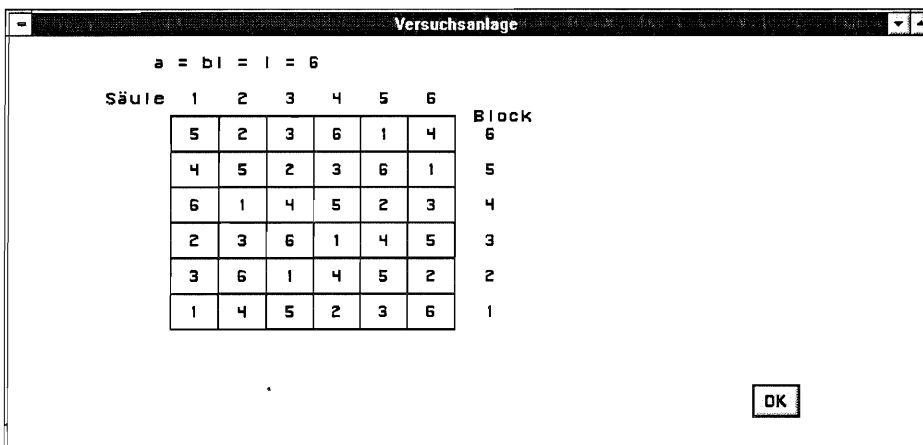 Versuchsanlage
a = bl = l = 6
Säule 1 2 3 4 5 6
Block
5 2 3 6 1 4 6
4 5 2 3 6 1 5
6 1 4 5 2 3 4
2 3 6 1 4 5 3
3 6 1 4 5 2 2
1 4 5 2 3 6 1
OK